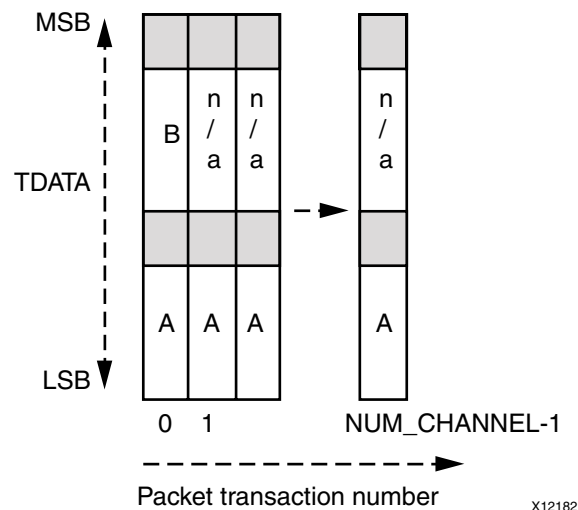 MSB
n n n
B / / /
a a a
TDATA
A A A A
LSB
0 1 NUM_CHANNEL-1
Packet transaction number
X12182